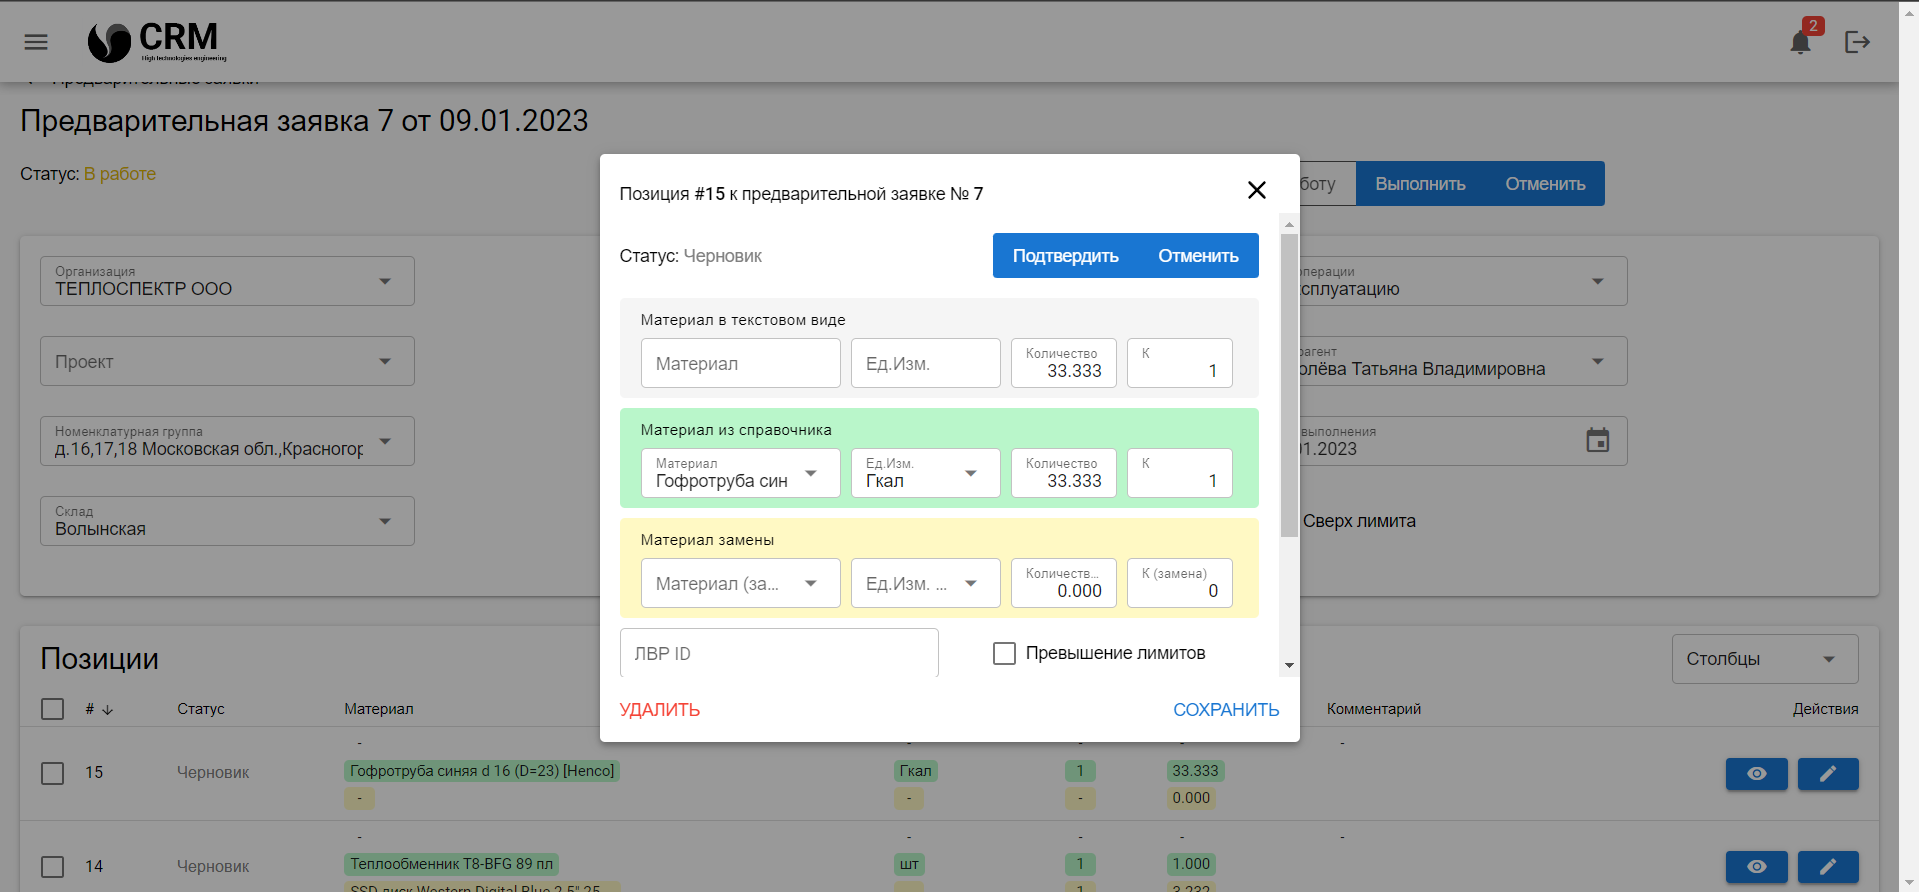 CRM
High technologies engineering
2
Предварительные заявки
Предварительная заявка 7 от 09.01.2023
Статус: В работе
боту
Выполнить
Отменить
Организация
ТЕПЛОСПЕКТР ООО
Проект
Номенклатурная группа
д.16,17,18 Московская обл.,Красногор
Склад
Волынская
операции
сплуатацию
рагент
олёва Татьяна Владимировна
выполнения
01.2023
Сверх лимита
Позиция #15 к предварительной заявке № 7
Статус: Черновик
Подтвердить
Отменить
Материал в текстовом виде
Материал
Ед.Изм.
Количество
33.333
К
1
Материал из справочника
Материал
Гофротруба син
Ед.Изм.
Гкал
Количество
33.333
К
1
Материал замены
Материал (за...
Ед.Изм. ...
Количеств...
0.000
К (замена)
0
ЛВР ID
Превышение лимитов
УДАЛИТЬ
СОХРАНИТЬ
Позиции
Столбцы
# ↓
Статус
Материал
Комментарий
Действия
- - - - -
15
Черновик
Гофротруба синяя d 16 (D=23) [Henco]
Гкал
1
33.333
- - - 0.000
- - - - -
14
Черновик
Теплообменник Т8-BFG 89 пл
шт
1
1.000
SSD диск Western Digital Blue 2.5" 25
1
3.232